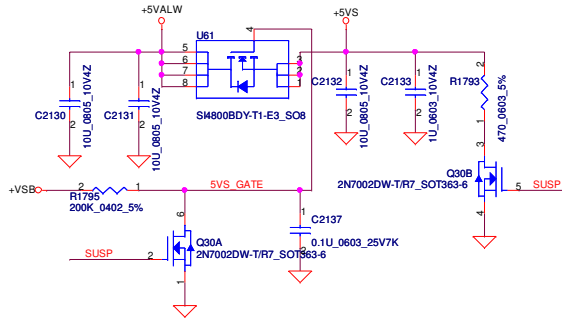 +5VALW
+5VS
U61
4
5
6
7
8
3
2
1
SI4800BDY-T1-E3_SO8
1
C2130
2
10U_0805_10V4Z
1
C2131
2
10U_0805_10V4Z
1
C2132
2
10U_0805_10V4Z
1
C2133
2
1U_0603_10V4Z
2
R1793
1
470_0603_5%
+VSB
2
1
R1795
200K_0402_5%
5VS_GATE
3
Q30B
2N7002DW-T/R7_SOT363-6
5
SUSP
4
6
Q30A
2N7002DW-T/R7_SOT363-6
SUSP
2
1
1
C2137
0.1U_0603_25V7K
2